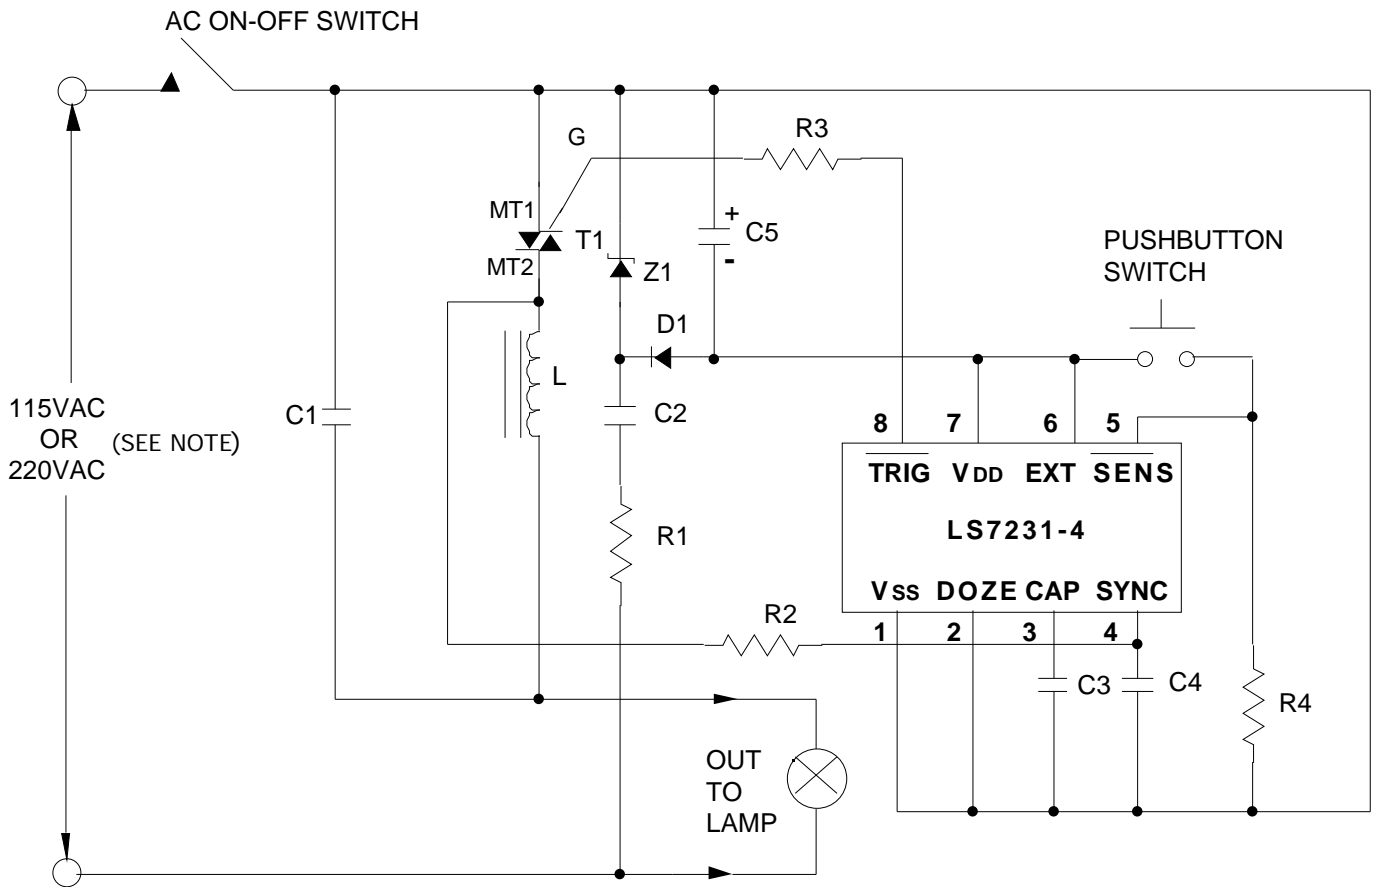 AC ON-OFF SWITCH
G
R3
MT1
T1
MT2
+
C5
-
Z1
PUSHBUTTON
SWITCH
D1
L
C2
115VAC
OR
220VAC
(SEE NOTE)
C1
8 7 6 5
TRIG VDD EXT SENS
LS7231-4
R1
VSS DOZE CAP SYNC
1 2 3 4
R2
C3
C4
R4
OUT
TO
LAMP